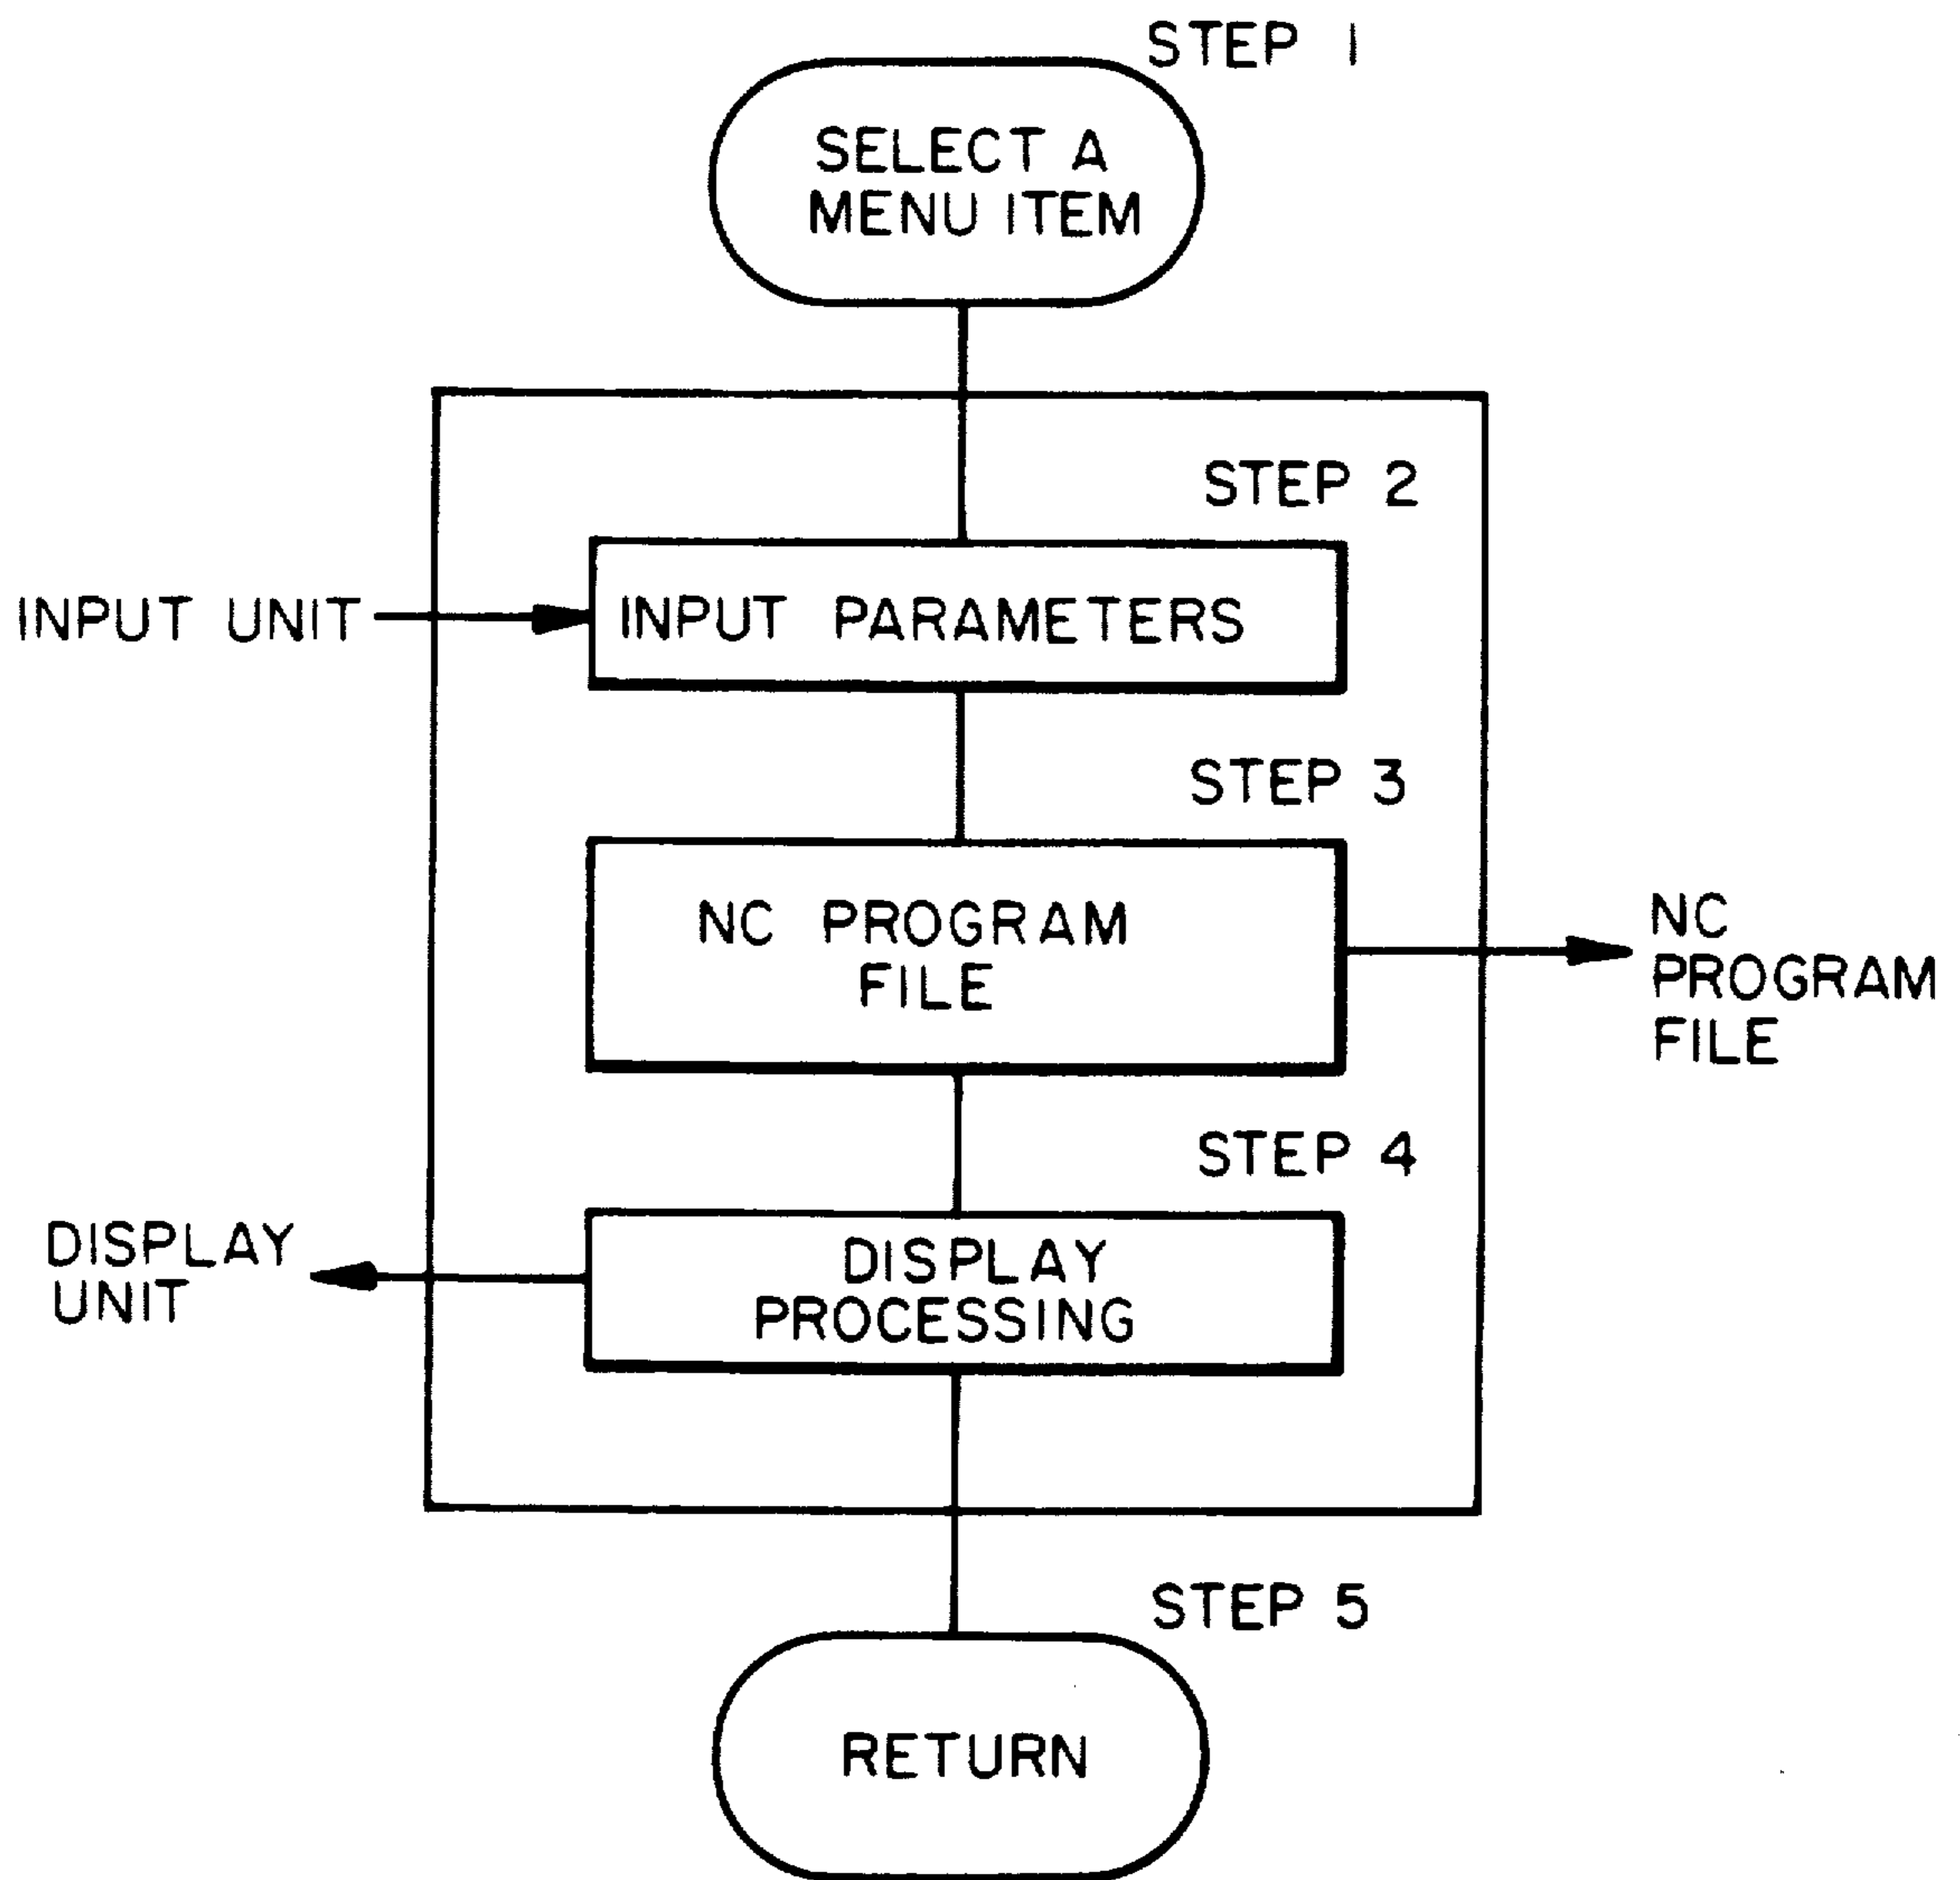 STEP 1
SELECT A
MENU ITEM
STEP 2
INPUT UNIT
INPUT PARAMETERS
STEP 3
NC PROGRAM
FILE
NC
PROGRAM
FILE
STEP 4
DISPLAY
UNIT
DISPLAY
PROCESSING
STEP 5
RETURN